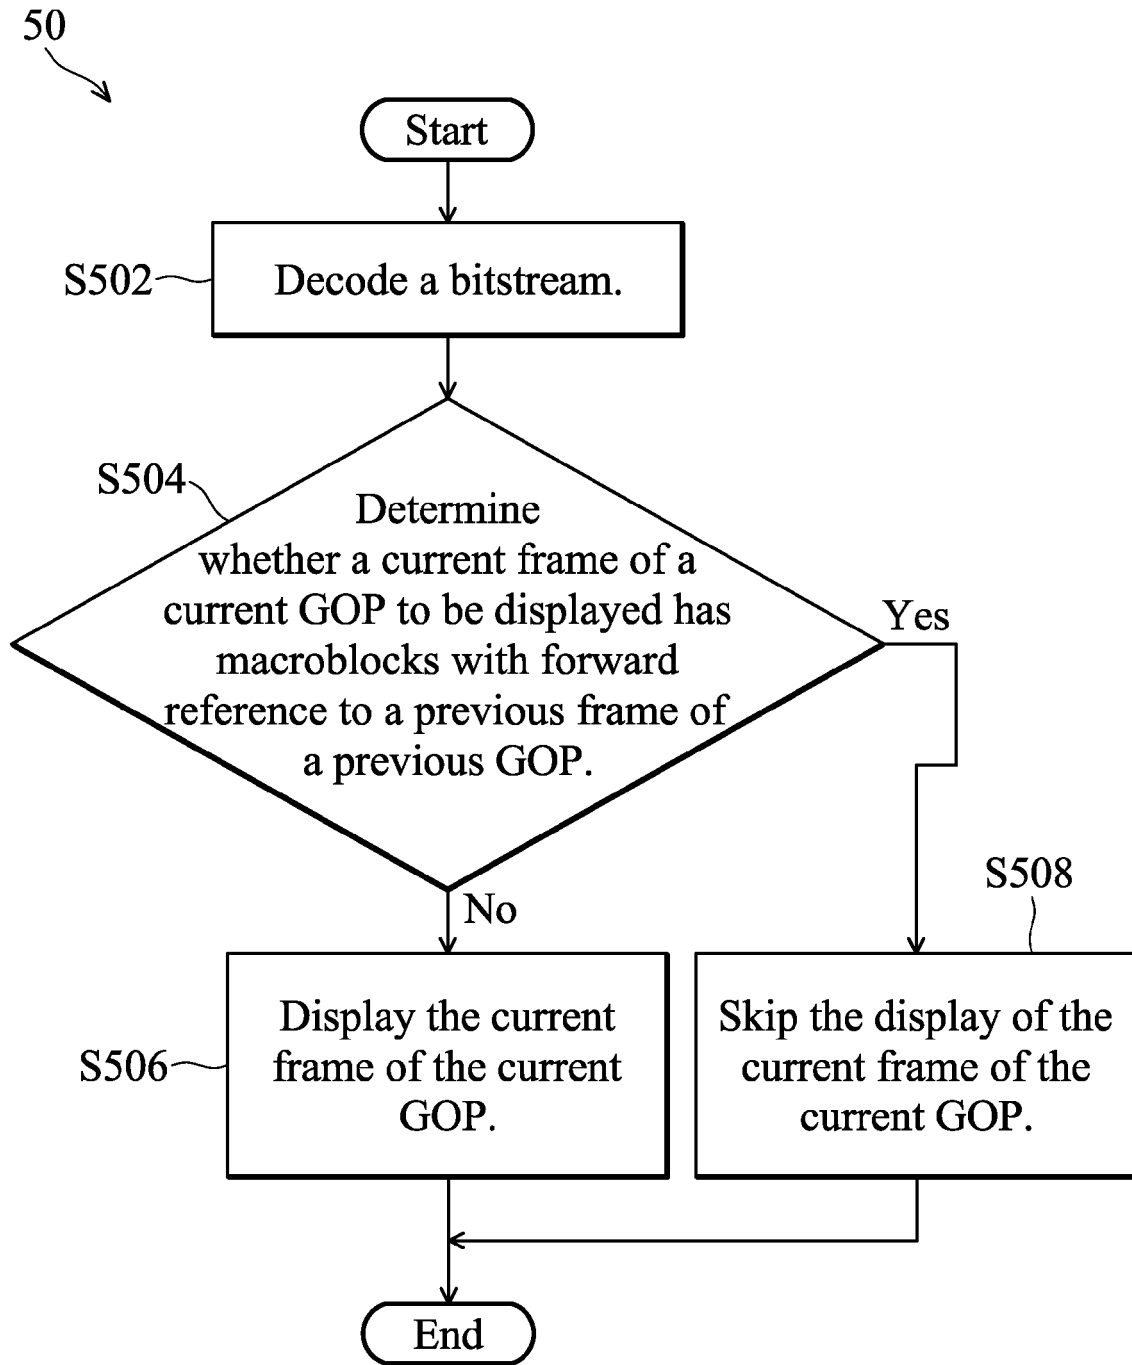 50
Start
S502
Decode a bitstream.
S504
Determine
whether a current frame of a
current GOP to be displayed has
macroblocks with forward
reference to a previous frame of
a previous GOP.
Yes
No
S508
Display the current
frame of the current
GOP.
S506
Skip the display of the
current frame of the
current GOP.
End